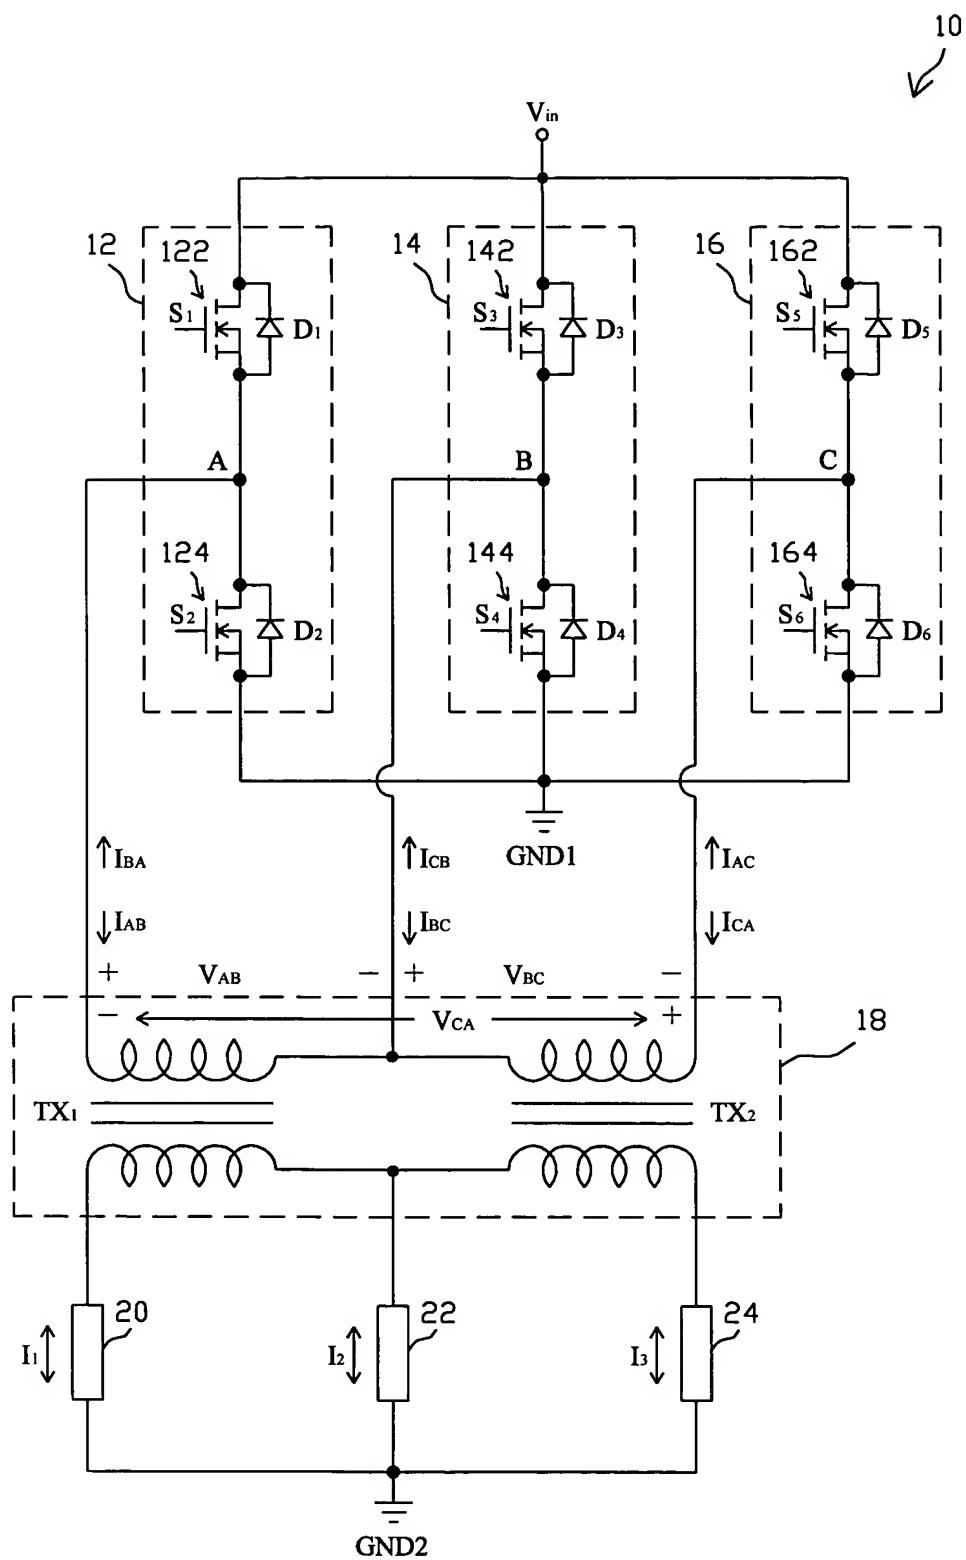 10
Vin
12 122 14 142 16 162
S1 D1 S3 D3 S5 D5
A B C
124 144 164
S2 D2 S4 D4 S6 D6
GND1
IBA ICB IAC
IAB IBC ICA
+ VAB − + VBC −
− VCA +
18
TX1 TX2
20 22 24
I1 I2 I3
GND2